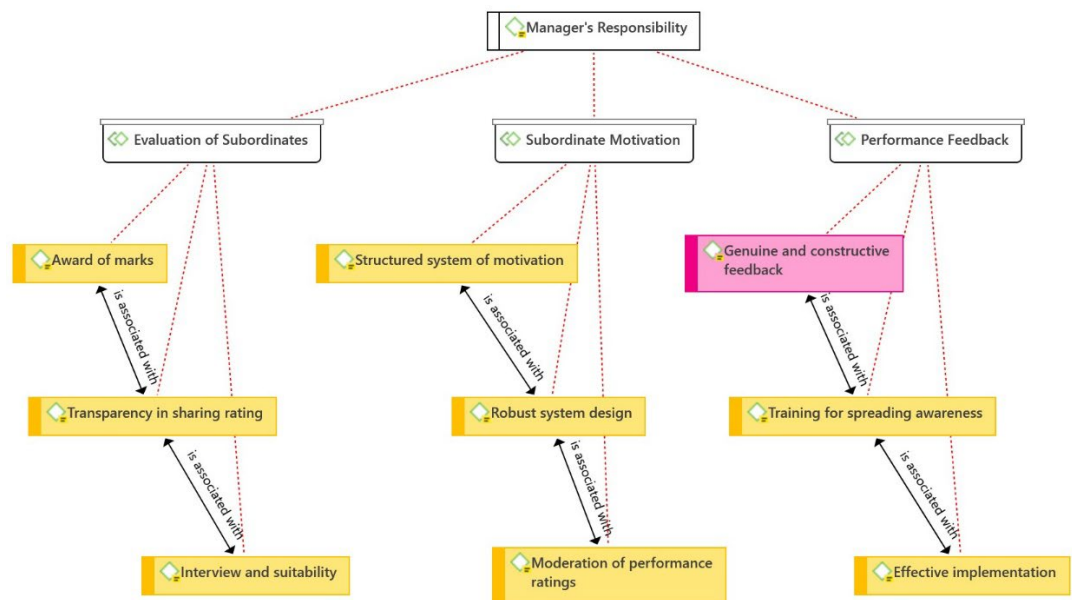 Manager's Responsibility
Evaluation of Subordinates
Subordinate Motivation
Performance Feedback
Award of marks
Structured system of motivation
Genuine and constructive
feedback
is associated with
is associated with
is associated with
Transparency in sharing rating
Robust system design
Training for spreading awareness
is associated with
is associated with
is associated with
Interview and suitability
Moderation of performance
ratings
Effective implementation